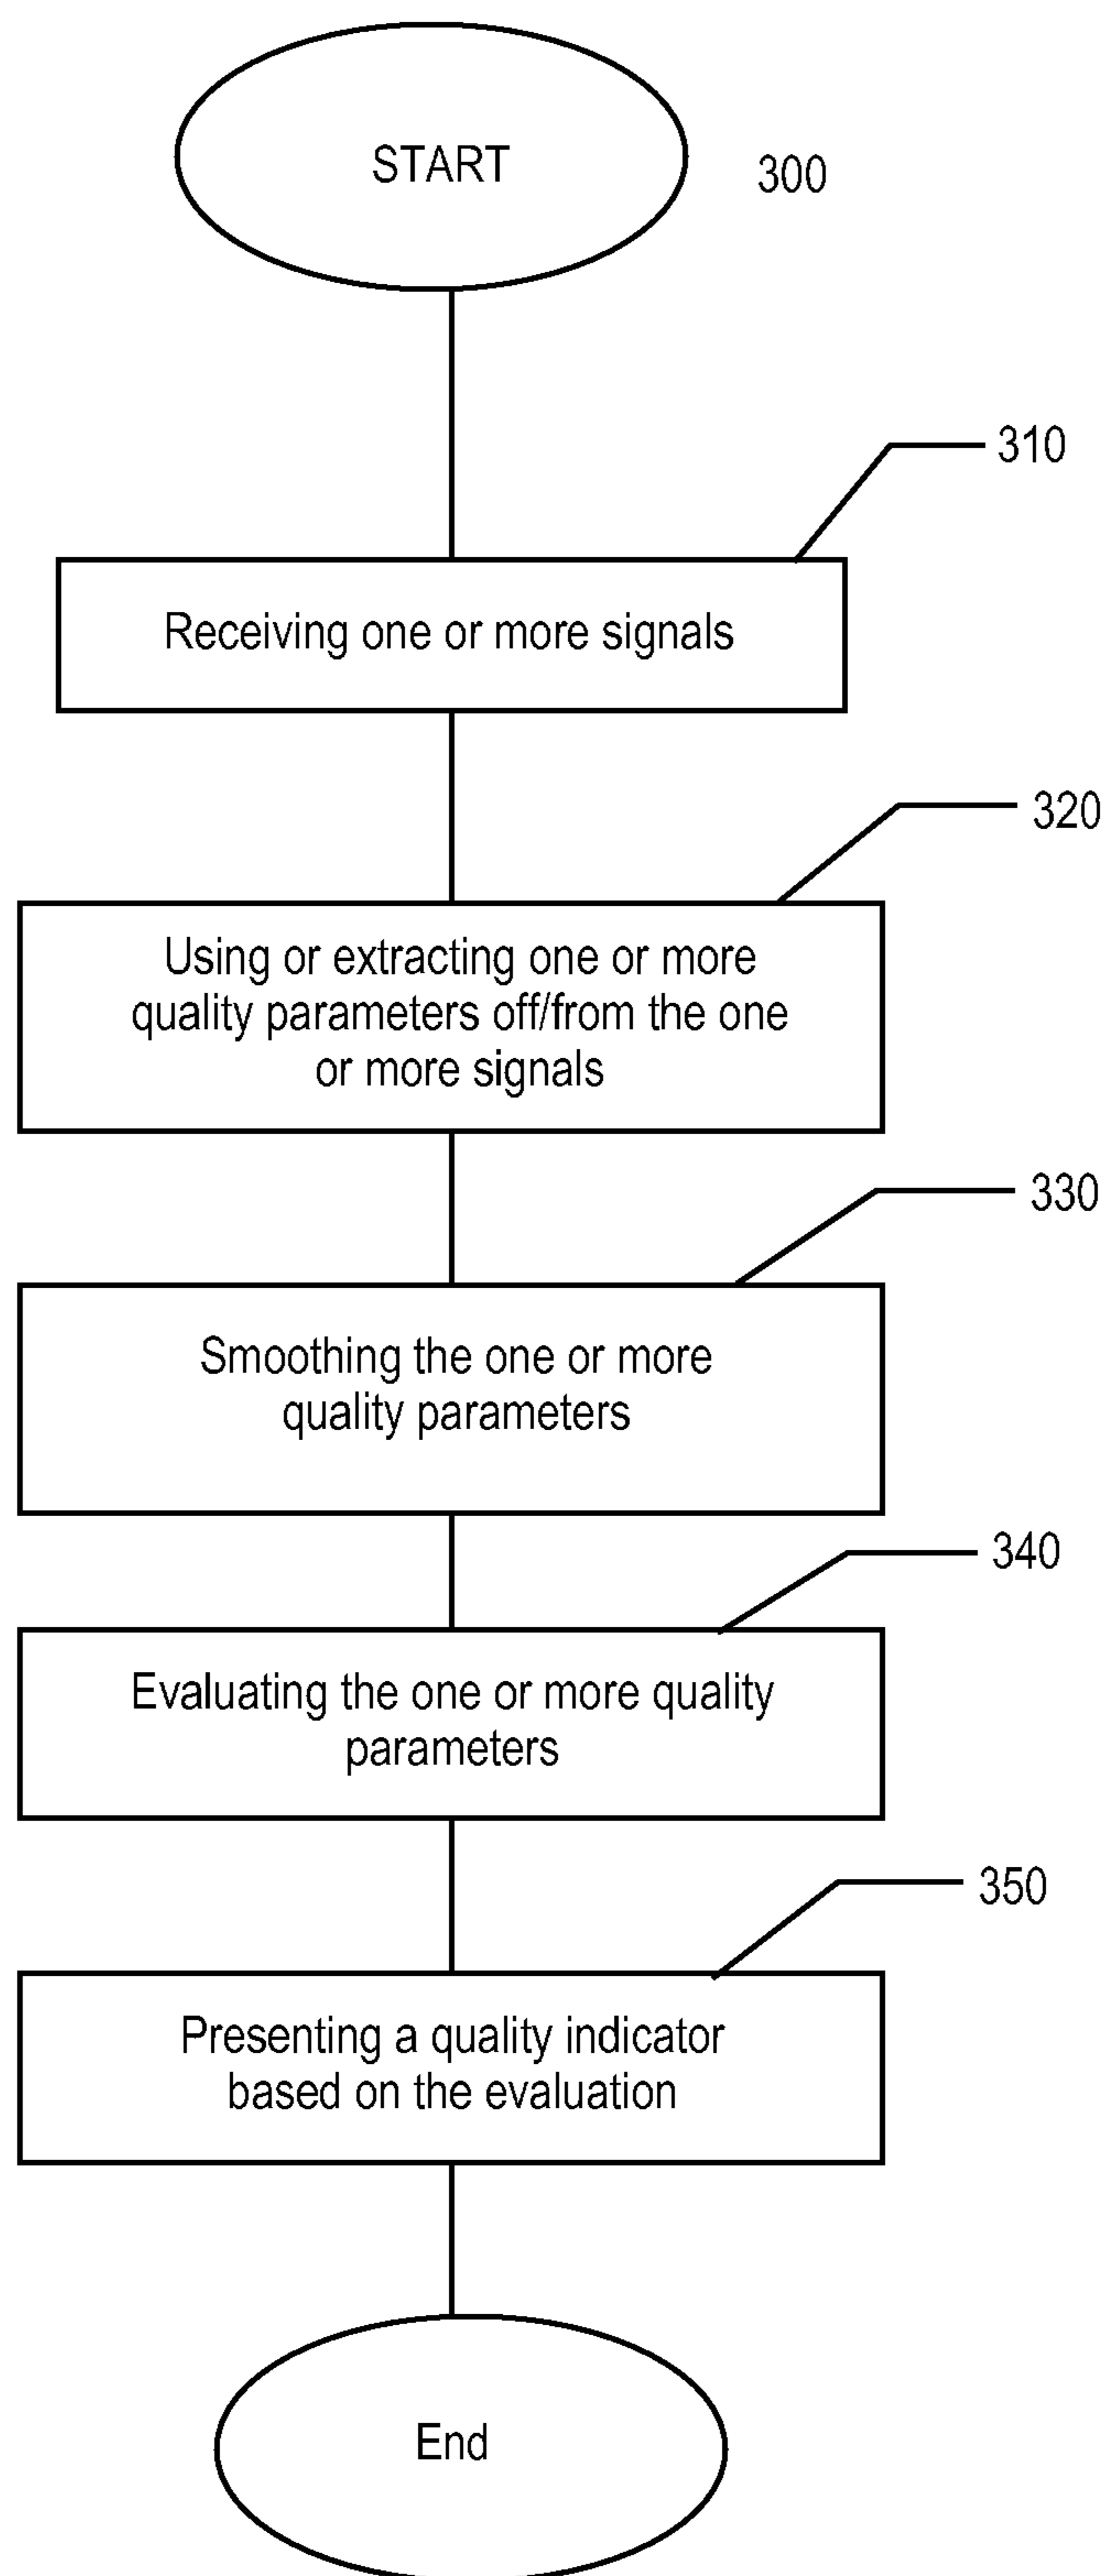 START
300
310
Receiving one or more signals
320
Using or extracting one or more
quality parameters off/from the one
or more signals
330
Smoothing the one or more
quality parameters
340
Evaluating the one or more quality
parameters
350
Presenting a quality indicator
based on the evaluation
End